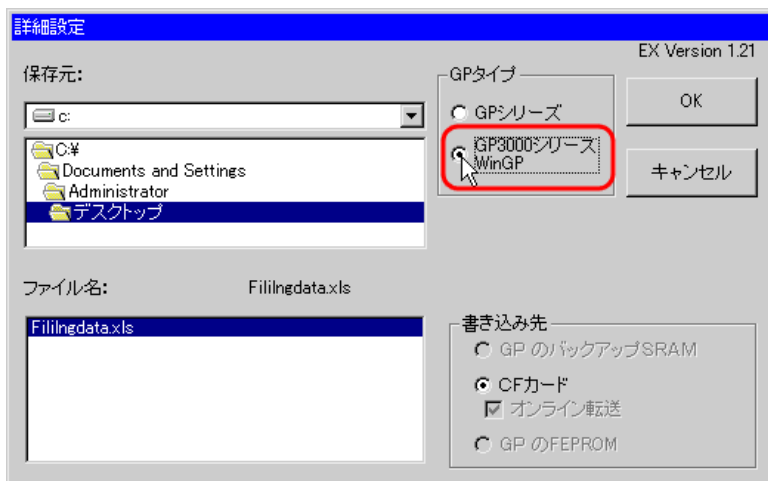 詳細設定
EX Version 1.21
保存元:
c:
C:¥
Documents and Settings
Administrator
デスクトップ
GPタイプ
GPシリーズ
GP3000シリーズ
WinGP
OK
キャンセル
ファイル名:
Fililngdata.xls
Fililngdata.xls
書き込み先
GP のバックアップSRAM
CFカード
オンライン転送
GP のFEPROM